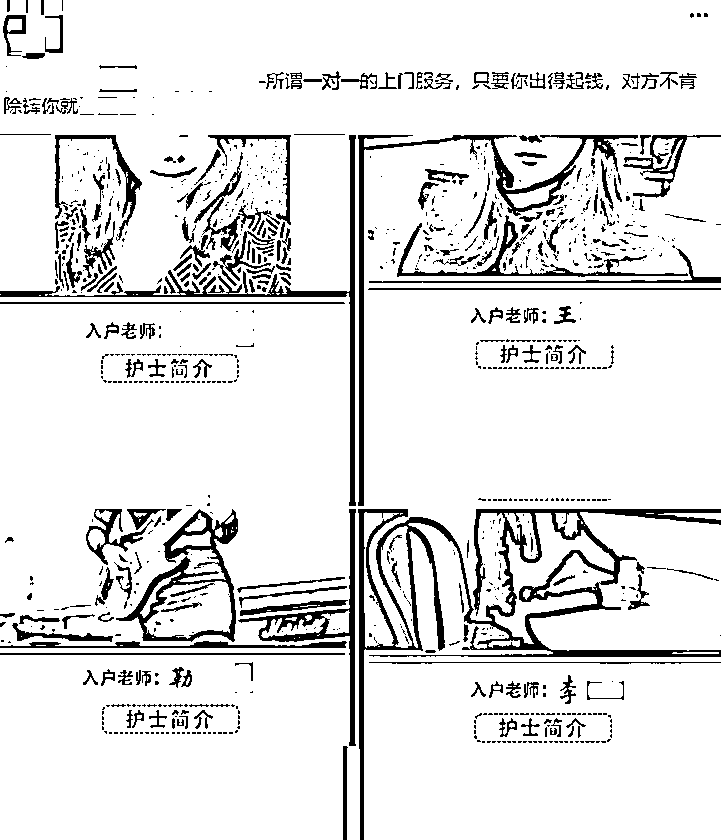 -所谓一对一的上门服务，只要你出得起钱，对方不肯
除非你就
入户老师:
护士简介
入户老师: 王
护士简介
入户老师: 勒
护士简介
入户老师: 李
护士简介